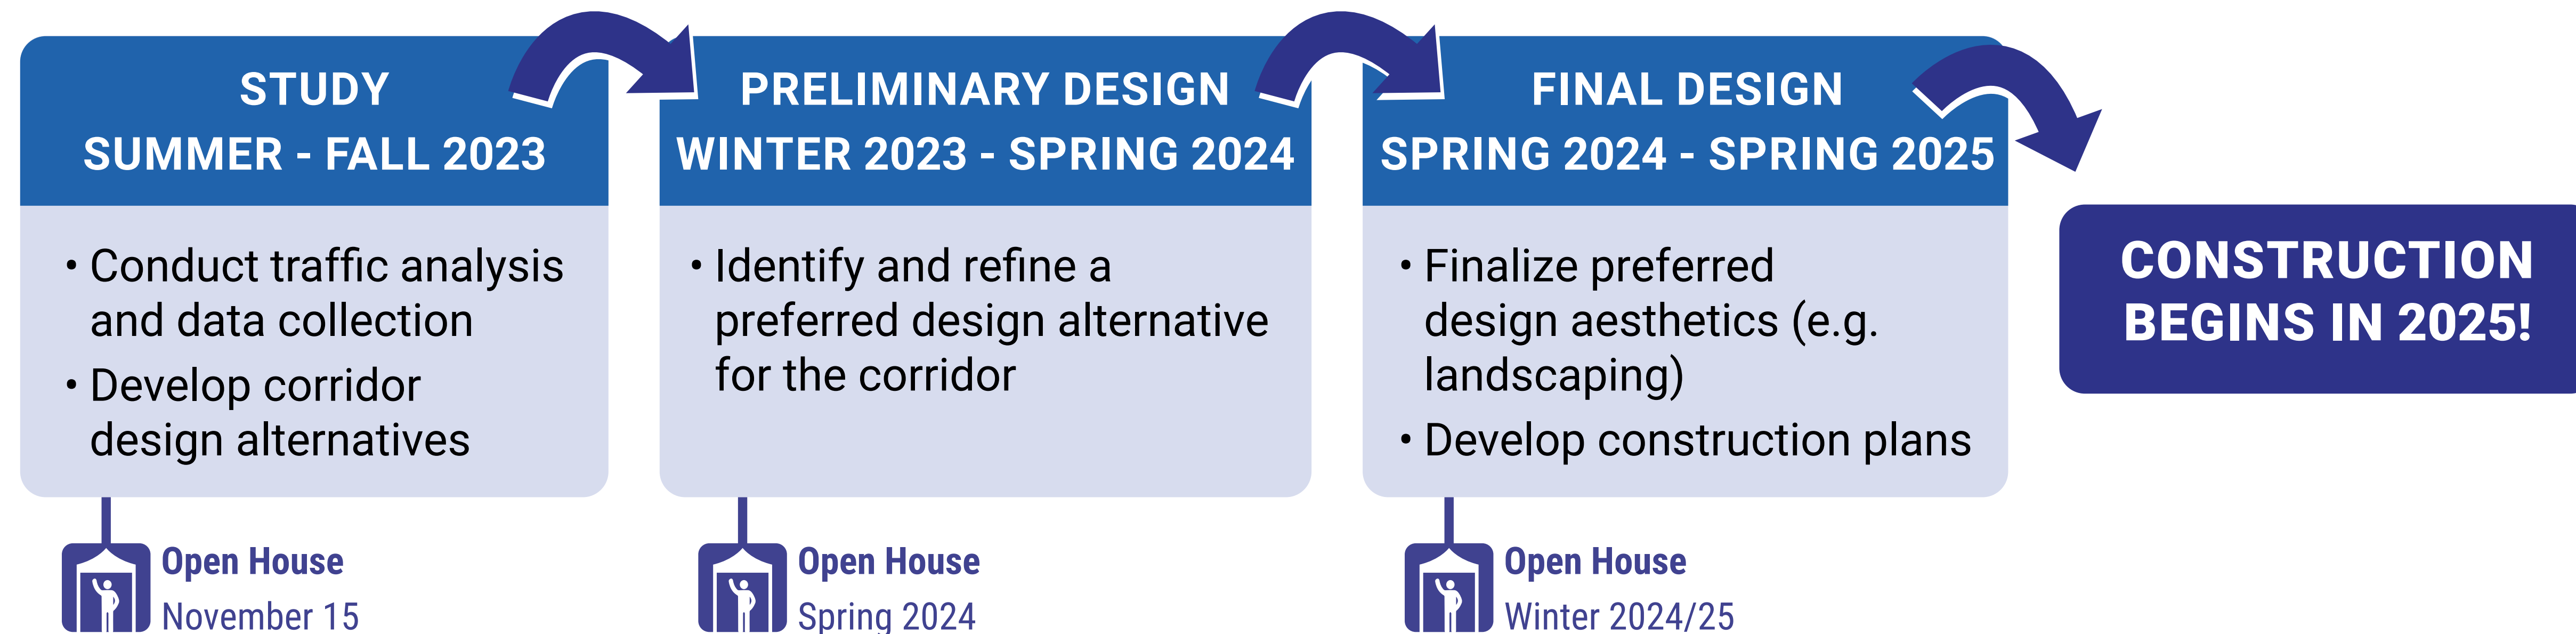 STUDY
SUMMER - FALL 2023
• Conduct traffic analysis
and data collection
• Develop corridor
design alternatives
Open House
November 15
PRELIMINARY DESIGN
WINTER 2023 - SPRING 2024
• Identify and refine a
preferred design alternative
for the corridor
Open House
Spring 2024
FINAL DESIGN
SPRING 2024 - SPRING 2025
• Finalize preferred
design aesthetics (e.g.
landscaping)
• Develop construction plans
Open House
Winter 2024/25
CONSTRUCTION
BEGINS IN 2025!